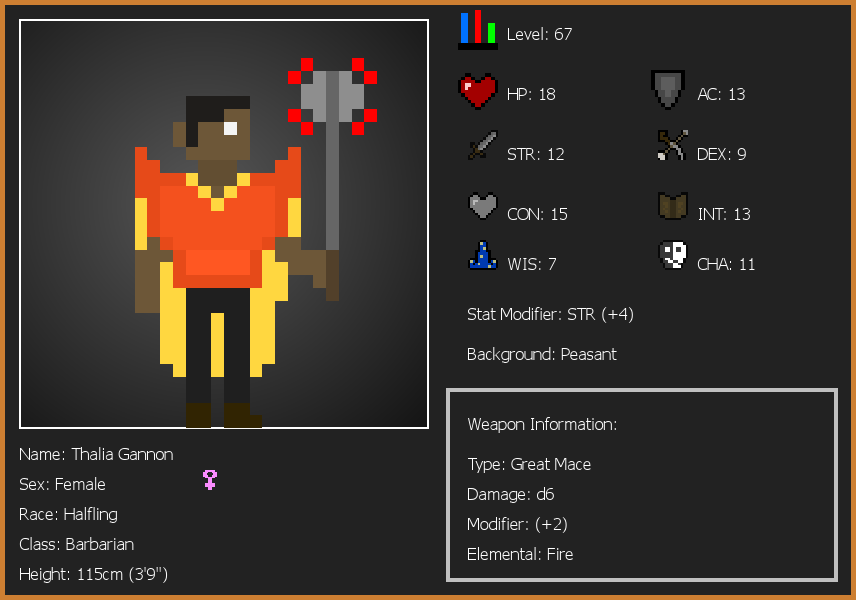 Level: 67
HP: 18
AC: 13
STR: 12
DEX: 9
CON: 15
INT: 13
WIS: 7
CHA: 11
Stat Modifier: STR (+4)
Background: Peasant
Weapon Information:
Type: Great Mace
Damage: d6
Modifier: (+2)
Elemental: Fire
Name: Thalia Gannon
Sex: Female
Race: Halfling
Class: Barbarian
Height: 115cm (3'9")